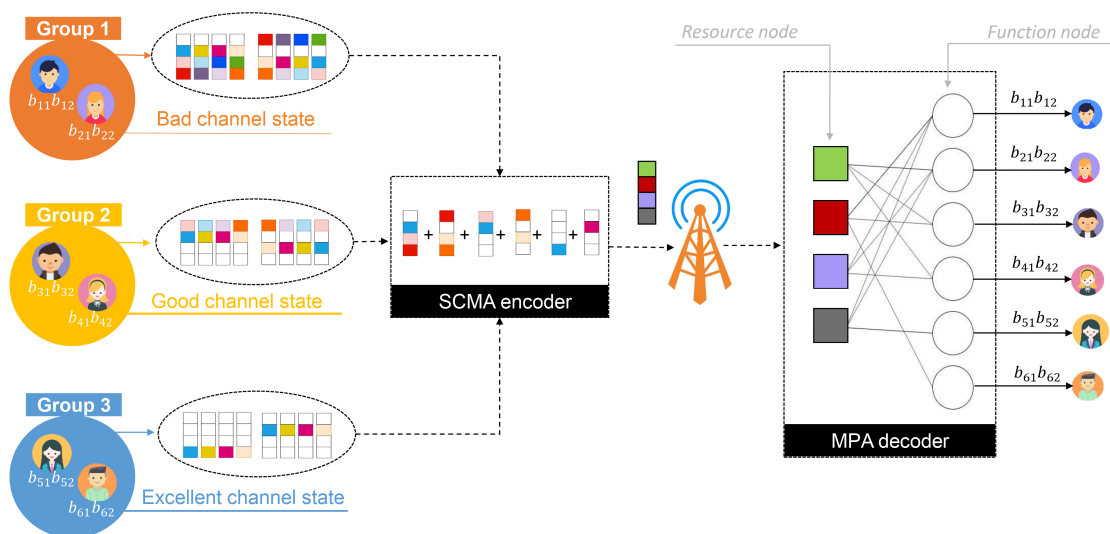 Group 1
b₁₁b₁₂
b₂₁b₂₂
Bad channel state
Group 2
b₃₁b₃₂
b₄₁b₄₂
Good channel state
Group 3
b₅₁b₅₂
b₆₁b₆₂
Excellent channel state
+ + + + +
SCMA encoder
Resource node
Function node
b₁₁b₁₂
b₂₁b₂₂
b₃₁b₃₂
b₄₁b₄₂
b₅₁b₅₂
b₆₁b₆₂
MPA decoder